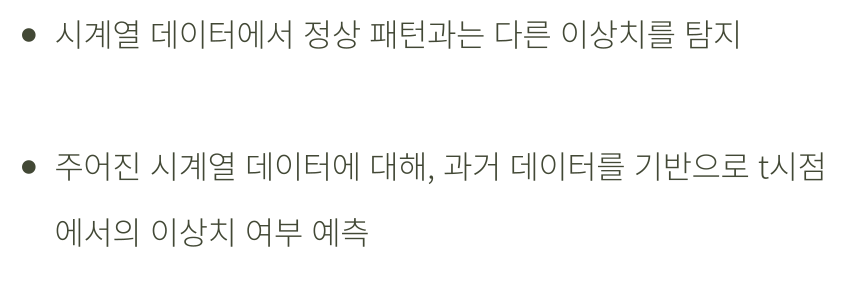 ● 시계열 데이터에서 정상 패턴과는 다른 이상치를 탐지
● 주어진 시계열 데이터에 대해, 과거 데이터를 기반으로 t시점
에서의 이상치 여부 예측